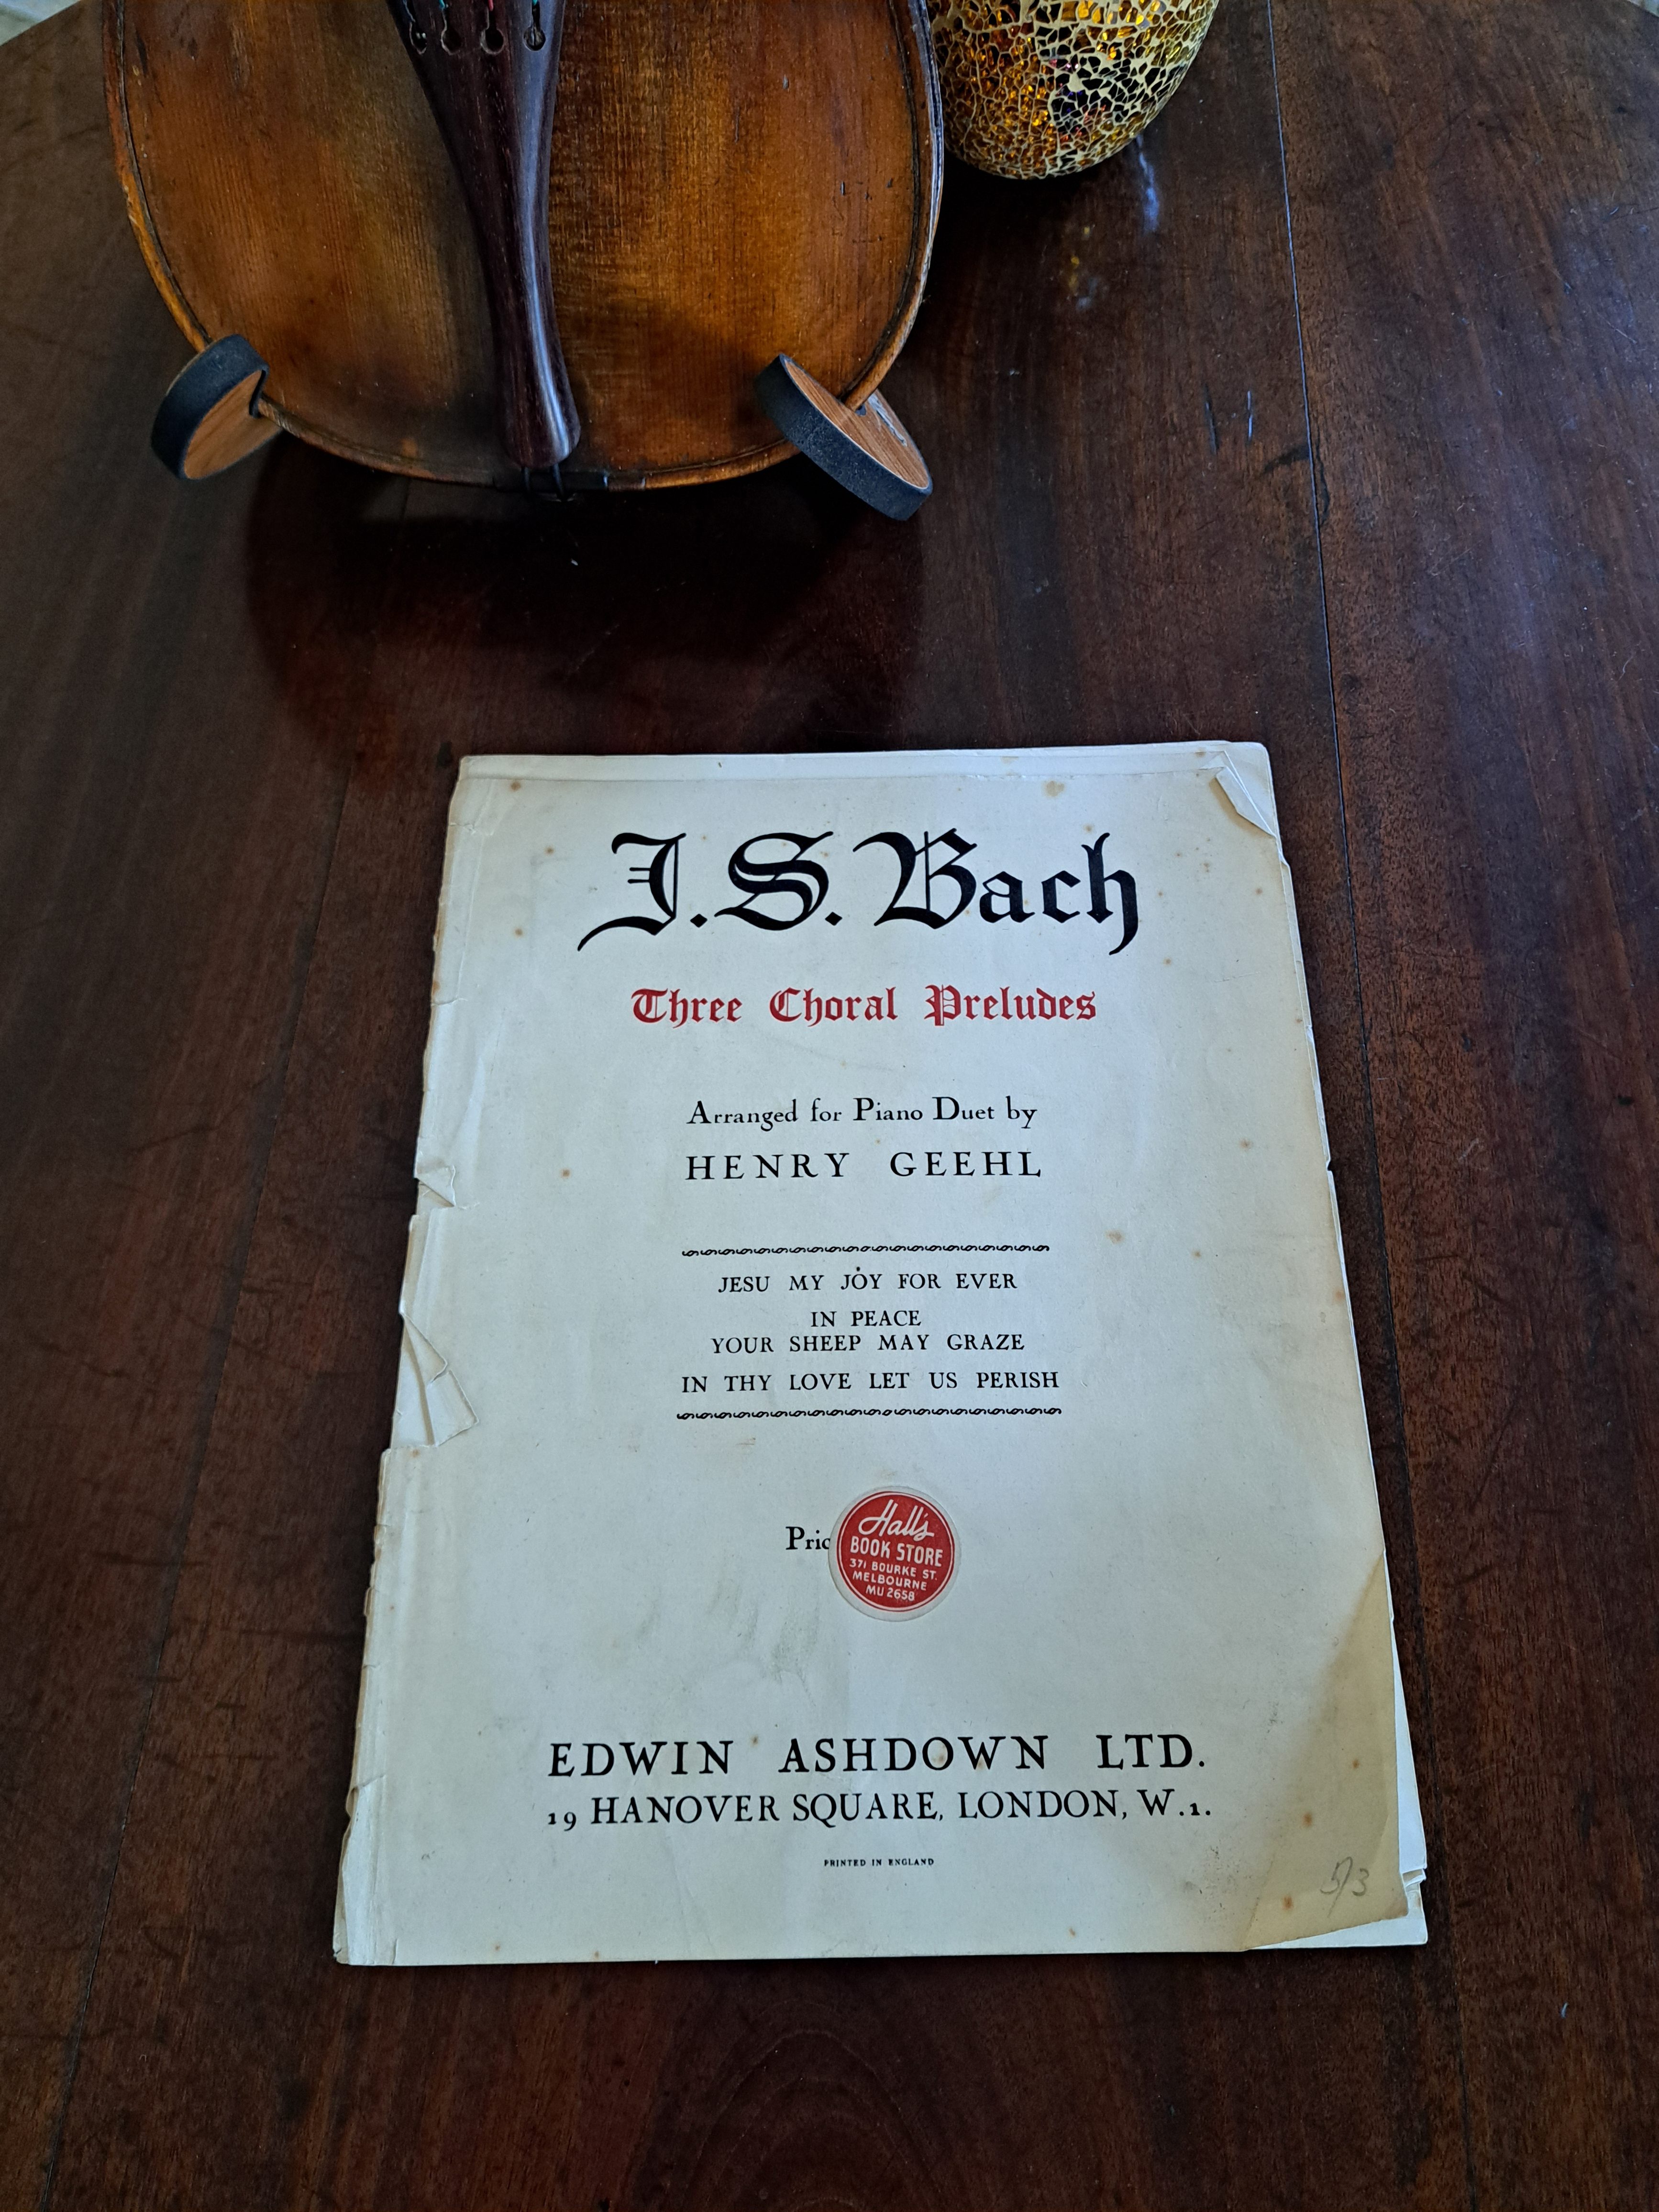 J.S. Bach
Three Choral Preludes
Arranged for Piano Duet by
HENRY GEEHL
JESU MY JOY FOR EVER
IN PEACE
YOUR SHEEP MAY GRAZE
IN THY LOVE LET US PERISH
Pric
Hall's
BOOK STORE
371 BOURKE ST.
MELBOURNE
MU 2658
EDWIN ASHDOWN LTD.
19 HANOVER SQUARE, LONDON, W.1.
PRINTED IN ENGLAND
5/3